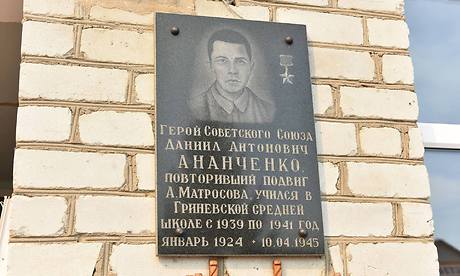 Герой Советского Союза
Даниил Антонович
АНАНЧЕНКО,
повторивший подвиг
А.Матросова, учился в
Гриневской средней
школе с 1939 по 1941 год
январь 1924 - 10.04.1945